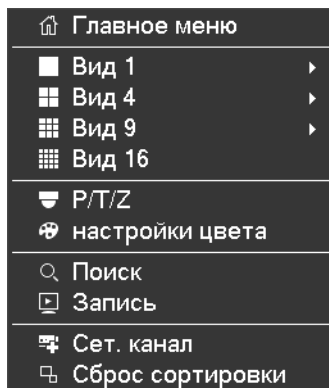 Главное меню
Вид 1
Вид 4
Вид 9
Вид 16
P/T/Z
настройки цвета
Поиск
Запись
Сет. канал
Сброс сортировки